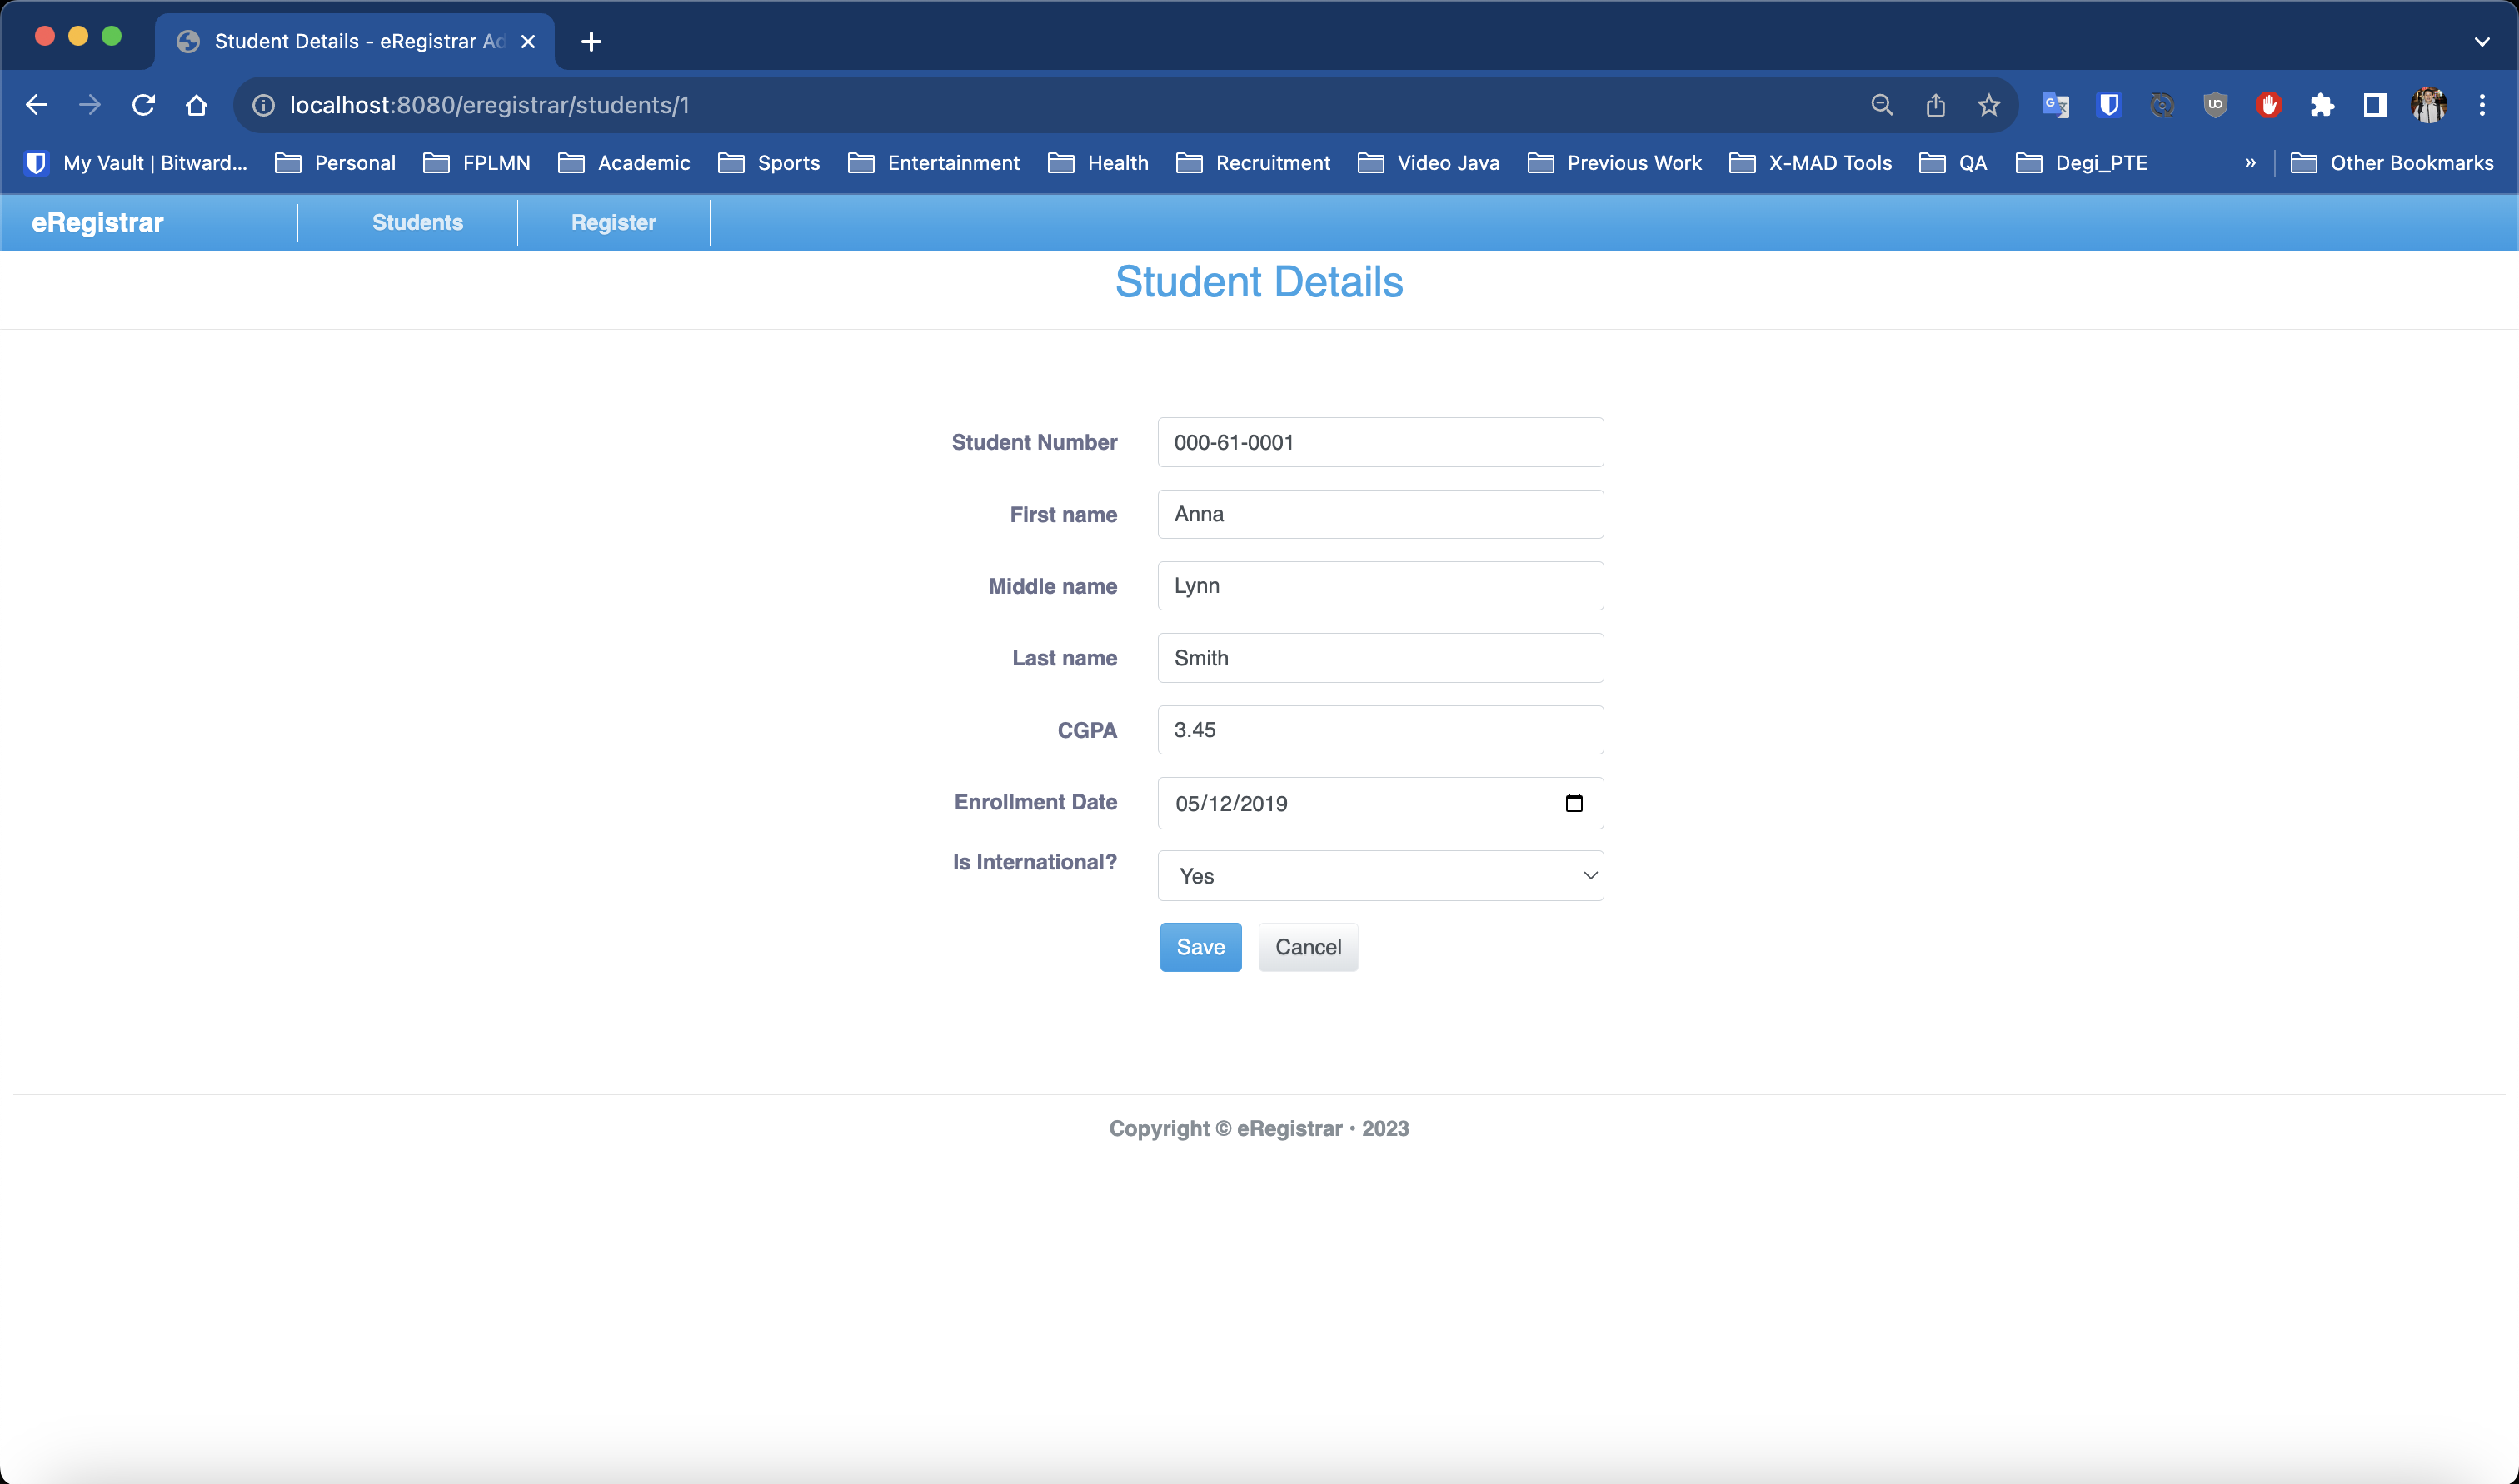 Student Details - eRegistrar Ad
localhost:8080/eregistrar/students/1
My Vault | Bitward... Personal FPLMN Academic Sports Entertainment Health Recruitment Video Java Previous Work X-MAD Tools QA Degi_PTE » Other Bookmarks
eRegistrar Students Register
Student Details
Student Number 000-61-0001
First name Anna
Middle name Lynn
Last name Smith
CGPA 3.45
Enrollment Date 05/12/2019
Is International? Yes
Save Cancel
Copyright © eRegistrar • 2023